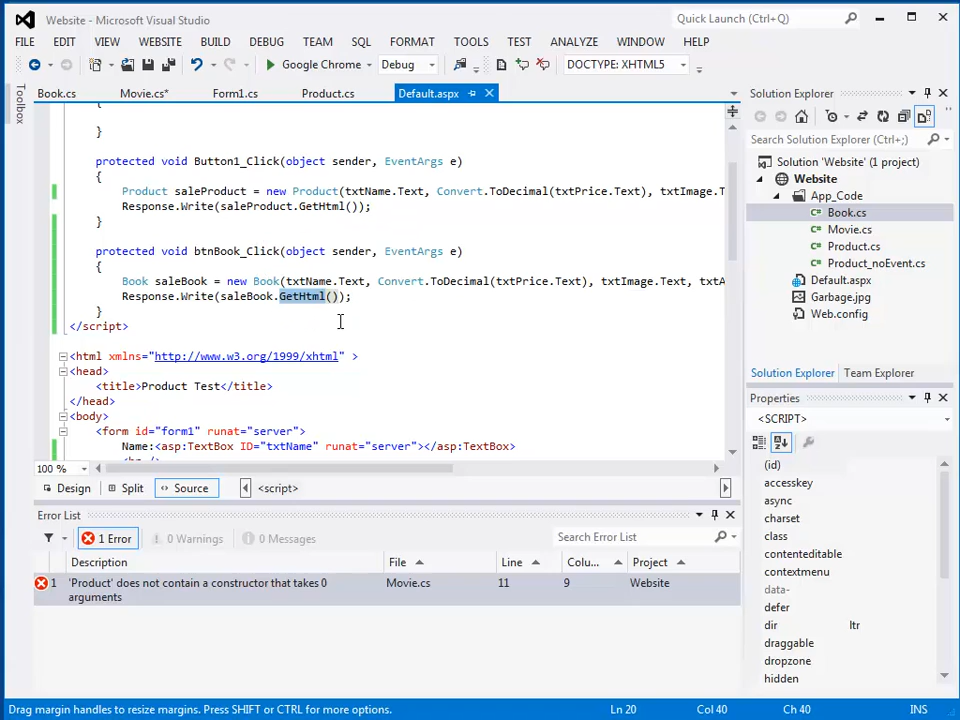 Website - Microsoft Visual Studio
Quick Launch (Ctrl+Q)
FILE EDIT VIEW WEBSITE BUILD DEBUG TEAM SQL FORMAT TOOLS TEST ANALYZE WINDOW HELP
Google Chrome Debug DOCTYPE: XHTML5
Toolbox
Book.cs Movie.cs* Form1.cs Product.cs Default.aspx
{
}
protected void Button1_Click(object sender, EventArgs e)
{
Product saleProduct = new Product(txtName.Text, Convert.ToDecimal(txtPrice.Text), txtImage.T
Response.Write(saleProduct.GetHtml());
}
protected void btnBook_Click(object sender, EventArgs e)
{
Book saleBook = new Book(txtName.Text, Convert.ToDecimal(txtPrice.Text), txtImage.Text, txtA
Response.Write(saleBook.GetHtml());
}
</script>
<html xmlns="http://www.w3.org/1999/xhtml" >
<head>
<title>Product Test</title>
</head>
<body>
<form id="form1" runat="server">
Name:<asp:TextBox ID="txtName" runat="server"></asp:TextBox>
100 %
Design Split Source <script>
Error List
1 Error 0 Warnings 0 Messages Search Error List
Description File Line Colu... Project
1 'Product' does not contain a constructor that takes 0 Movie.cs 11 9 Website
arguments
Solution Explorer
Search Solution Explorer (Ctrl+;)
Solution 'Website' (1 project)
Website
App_Code
Book.cs
Movie.cs
Product.cs
Product_noEvent.cs
Default.aspx
Garbage.jpg
Web.config
Solution Explorer Team Explorer
Properties
<SCRIPT>
(id)
accesskey
async
charset
class
contenteditable
contextmenu
data-
defer
dir ltr
draggable
dropzone
hidden
Drag margin handles to resize margins. Press SHIFT or CTRL for more options. Ln 20 Col 40 Ch 40 INS